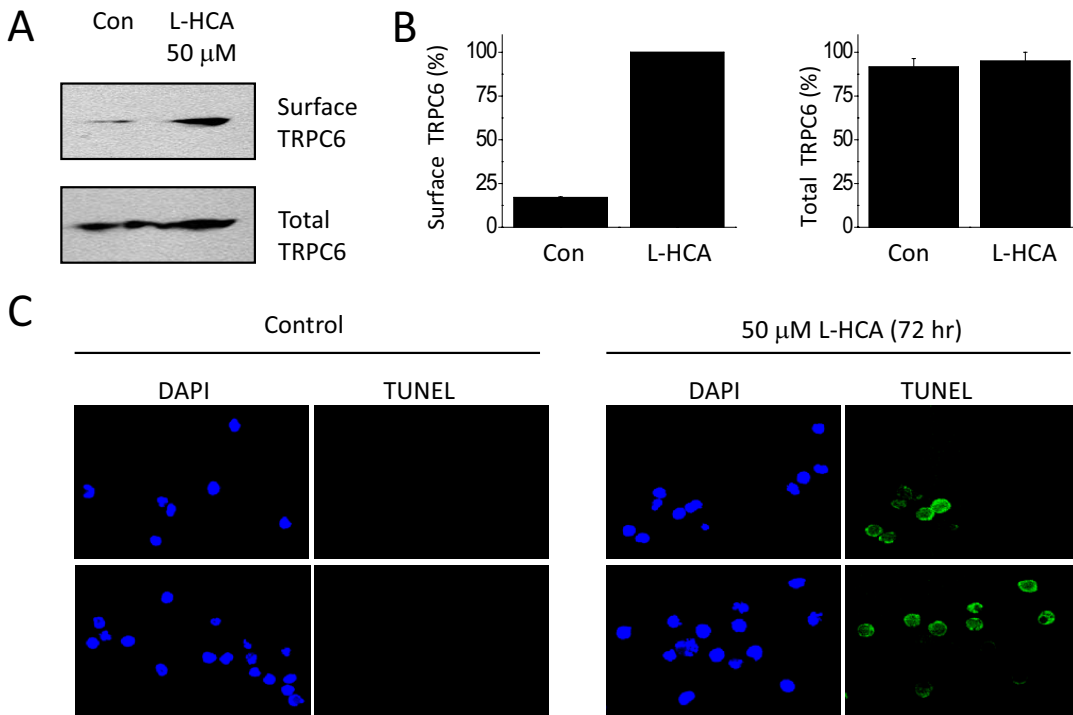 A
Con
L-HCA
50 μM
Surface
TRPC6
Total
TRPC6
B
Surface TRPC6 (%)
100
75
50
25
0
Con
L-HCA
Total TRPC6 (%)
100
75
50
25
0
Con
L-HCA
C
Control
50 μM L-HCA (72 hr)
DAPI
TUNEL
DAPI
TUNEL